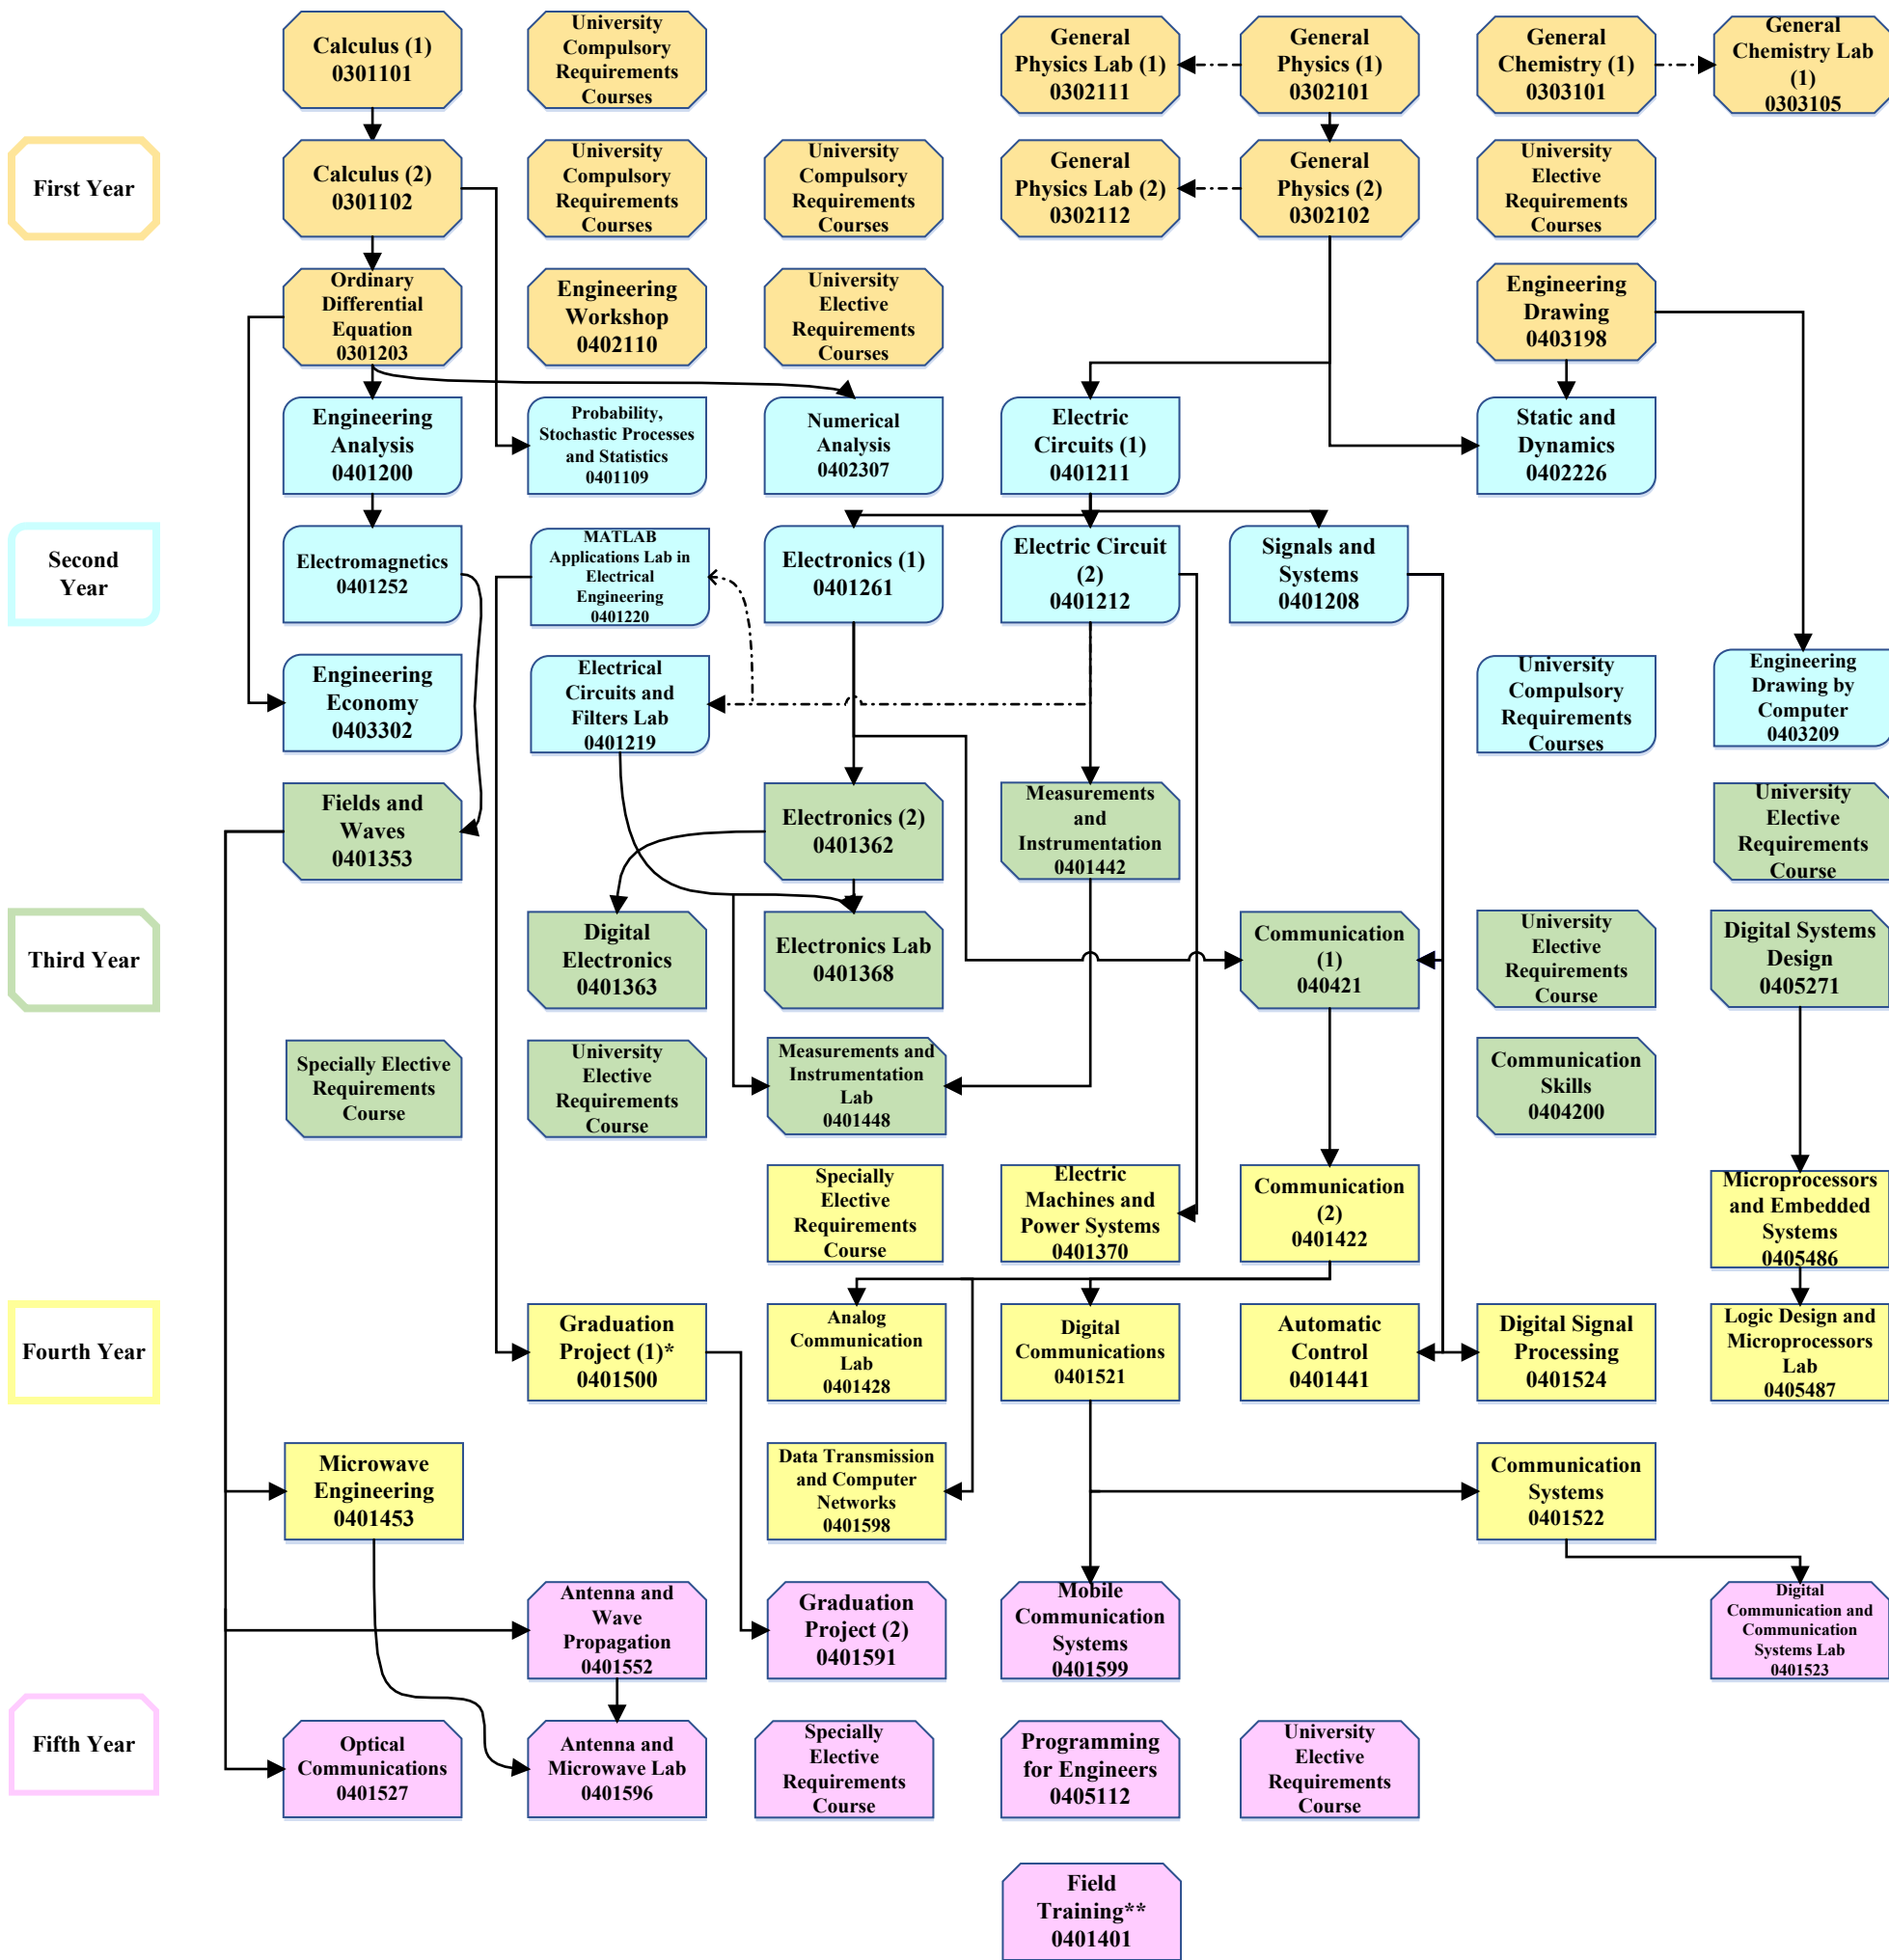 Calculus (1)
0301101
University
Compulsory
Requirements
Courses
General
Physics Lab (1)
0302111
General
Physics (1)
0302101
General
Chemistry (1)
0303101
General
Chemistry Lab
(1)
0303105
First Year
Calculus (2)
0301102
University
Compulsory
Requirements
Courses
University
Compulsory
Requirements
Courses
General
Physics Lab (2)
0302112
General
Physics (2)
0302102
University
Elective
Requirements
Courses
Ordinary
Differential
Equation
0301203
Engineering
Workshop
0402110
University
Elective
Requirements
Courses
Engineering
Drawing
0403198
Engineering
Analysis
0401200
Probability,
Stochastic Processes
and Statistics
0401109
Numerical
Analysis
0402307
Electric
Circuits (1)
0401211
Static and
Dynamics
0402226
Second
Year
Electromagnetics
0401252
MATLAB
Applications Lab in
Electrical
Engineering
0401220
Electronics (1)
0401261
Electric Circuit
(2)
0401212
Signals and
Systems
0401208
Engineering
Economy
0403302
Electrical
Circuits and
Filters Lab
0401219
University
Compulsory
Requirements
Courses
Engineering
Drawing by
Computer
0403209
Fields and
Waves
0401353
Electronics (2)
0401362
Measurements
and
Instrumentation
0401442
University
Elective
Requirements
Course
Third Year
Digital
Electronics
0401363
Electronics Lab
0401368
Communication
(1)
040421
University
Elective
Requirements
Course
Digital Systems
Design
0405271
Specially Elective
Requirements
Course
University
Elective
Requirements
Course
Measurements and
Instrumentation
Lab
0401448
Communication
Skills
0404200
Specially
Elective
Requirements
Course
Electric
Machines and
Power Systems
0401370
Communication
(2)
0401422
Microprocessors
and Embedded
Systems
0405486
Fourth Year
Graduation
Project (1)*
0401500
Analog
Communication
Lab
0401428
Digital
Communications
0401521
Automatic
Control
0401441
Digital Signal
Processing
0401524
Logic Design and
Microprocessors
Lab
0405487
Microwave
Engineering
0401453
Data Transmission
and Computer
Networks
0401598
Communication
Systems
0401522
Antenna and
Wave
Propagation
0401552
Graduation
Project (2)
0401591
Mobile
Communication
Systems
0401599
Digital
Communication and
Communication
Systems Lab
0401523
Fifth Year
Optical
Communications
0401527
Antenna and
Microwave Lab
0401596
Specially
Elective
Requirements
Course
Programming
for Engineers
0405112
University
Elective
Requirements
Course
Field
Training**
0401401